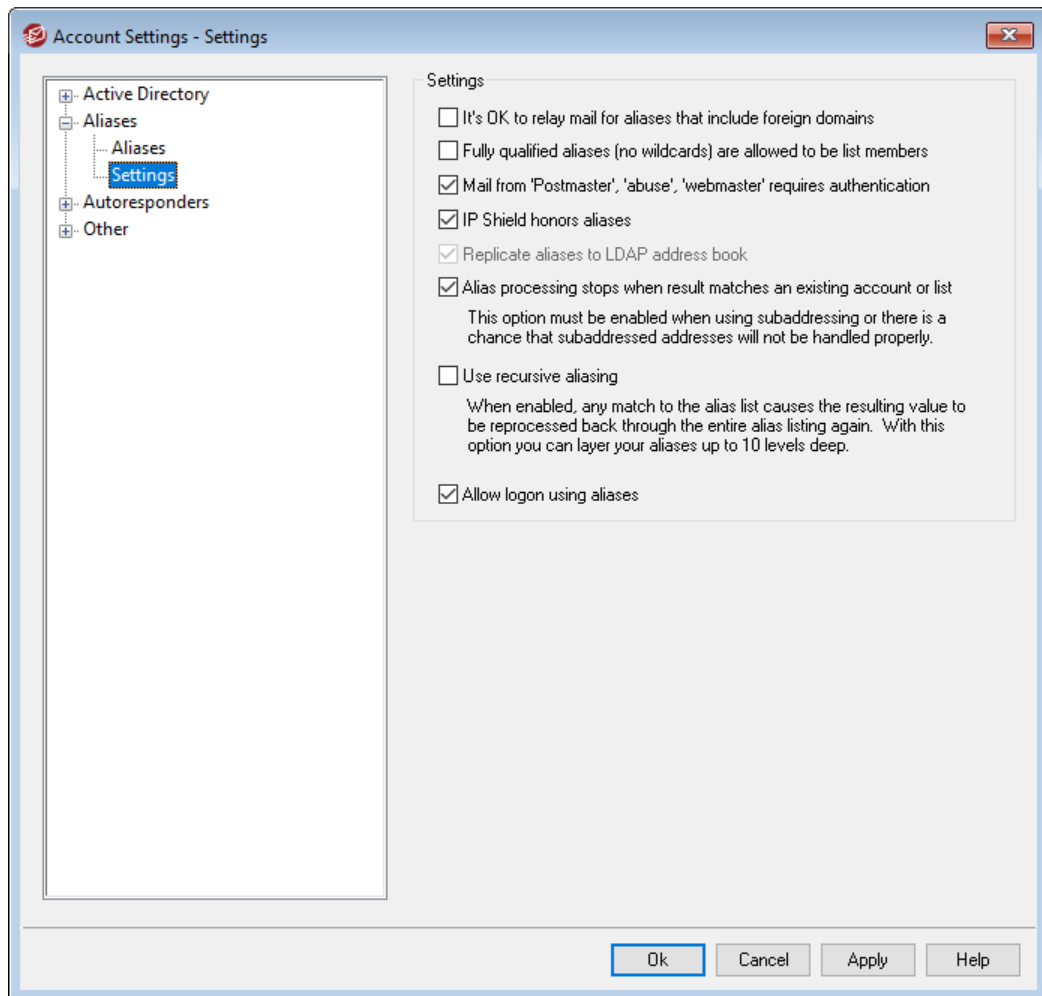 Account Settings - Settings
Active Directory
Aliases
Aliases
Settings
Autoresponders
Other
Settings
It's OK to relay mail for aliases that include foreign domains
Fully qualified aliases (no wildcards) are allowed to be list members
Mail from 'Postmaster', 'abuse', 'webmaster' requires authentication
IP Shield honors aliases
Replicate aliases to LDAP address book
Alias processing stops when result matches an existing account or list
This option must be enabled when using subaddressing or there is a
chance that subaddressed addresses will not be handled properly.
Use recursive aliasing
When enabled, any match to the alias list causes the resulting value to
be reprocessed back through the entire alias listing again.  With this
option you can layer your aliases up to 10 levels deep.
Allow logon using aliases
Ok
Cancel
Apply
Help